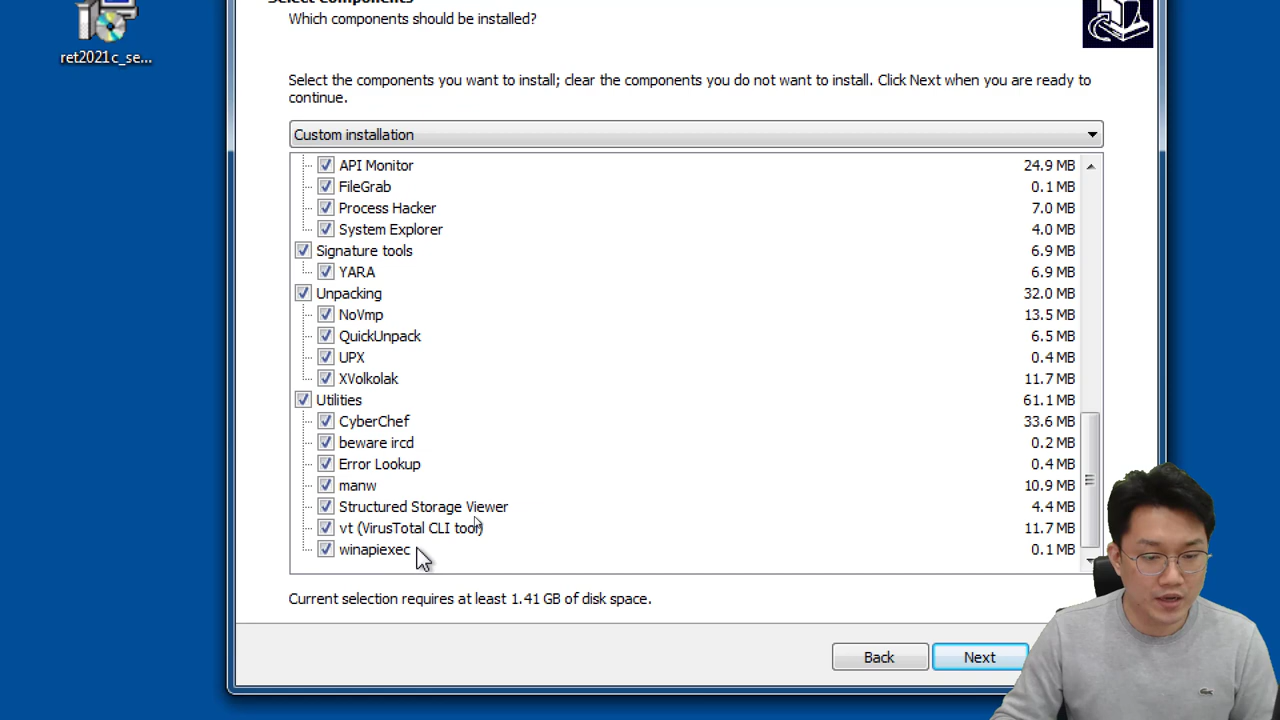 Select Components
Which components should be installed?
ret2021c_se...
Select the components you want to install; clear the components you do not want to install. Click Next when you are ready to
continue.
Custom installation
API Monitor 24.9 MB
FileGrab 0.1 MB
Process Hacker 7.0 MB
System Explorer 4.0 MB
Signature tools 6.9 MB
YARA 6.9 MB
Unpacking 32.0 MB
NoVmp 13.5 MB
QuickUnpack 6.5 MB
UPX 0.4 MB
XVolkolak 11.7 MB
Utilities 61.1 MB
CyberChef 33.6 MB
beware ircd 0.2 MB
Error Lookup 0.4 MB
manw 10.9 MB
Structured Storage Viewer 4.4 MB
vt (VirusTotal CLI tool) 11.7 MB
winapiexec 0.1 MB
Current selection requires at least 1.41 GB of disk space.
Back Next